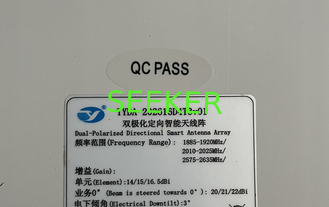 QC PASS
SEEKER
双极化定向智能天线阵
Dual-Polarized Directional Smart Antenna Array
频率范围(Frequency Range): 1885-1920MHz/
2010-2025MHz/
2575-2635MHz/
增益(Gain):
单元(Element):14/15/16.5dBi
业务0°(Beam is steered towards 0°): 20/21/22dBi
电下倾角(Electrical Downtilt):3°